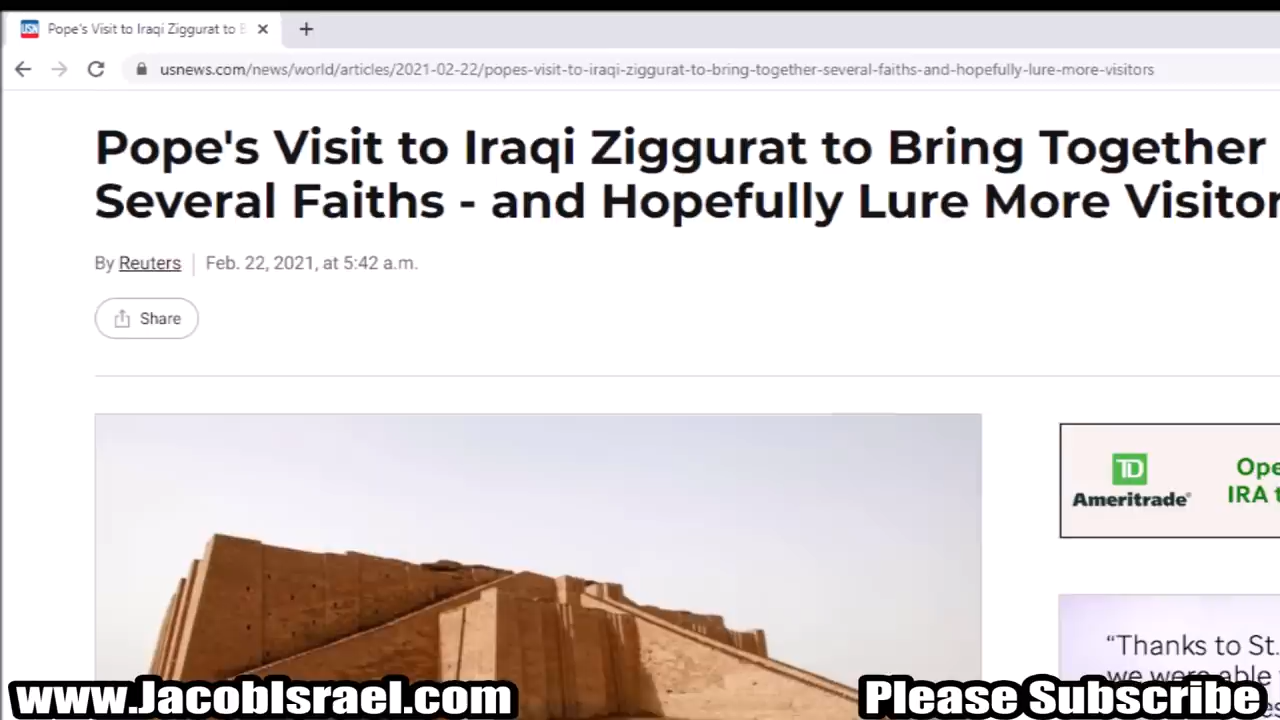 USN Pope's Visit to Iraqi Ziggurat to
usnews.com/news/world/articles/2021-02-22/popes-visit-to-iraqi-ziggurat-to-bring-together-several-faiths-and-hopefully-lure-more-visitors
Pope's Visit to Iraqi Ziggurat to Bring Together
Several Faiths - and Hopefully Lure More Visitor
By Reuters
Feb. 22, 2021, at 5:42 a.m.
Share
TD
Ameritrade®
Ope
IRA t
“Thanks to St.
we were able
www.JacobIsrael.com
Please Subscribe